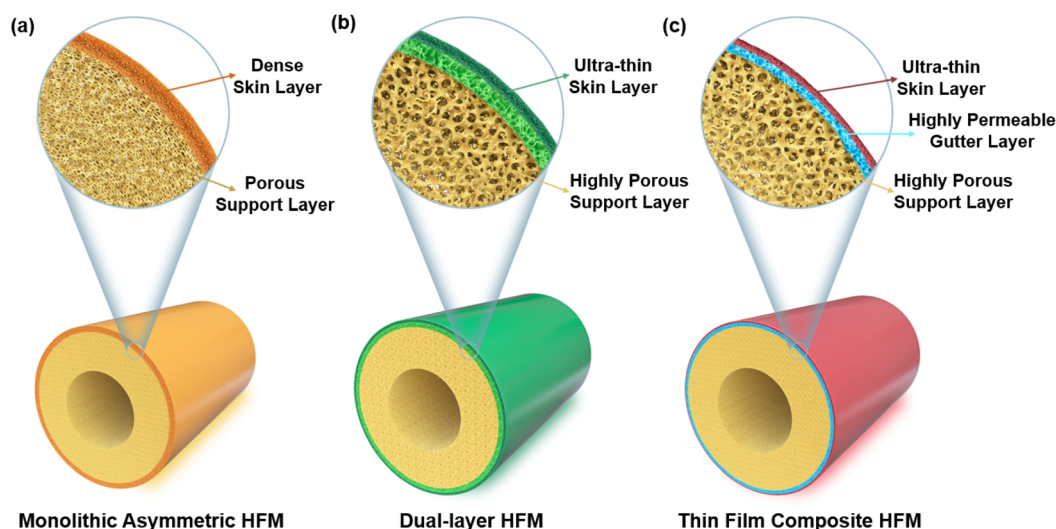 (a)
Dense
Skin Layer
Porous
Support Layer
Monolithic Asymmetric HFM
(b)
Ultra-thin
Skin Layer
Highly Porous
Support Layer
Dual-layer HFM
(c)
Ultra-thin
Skin Layer
Highly Permeable
Gutter Layer
Highly Porous
Support Layer
Thin Film Composite HFM